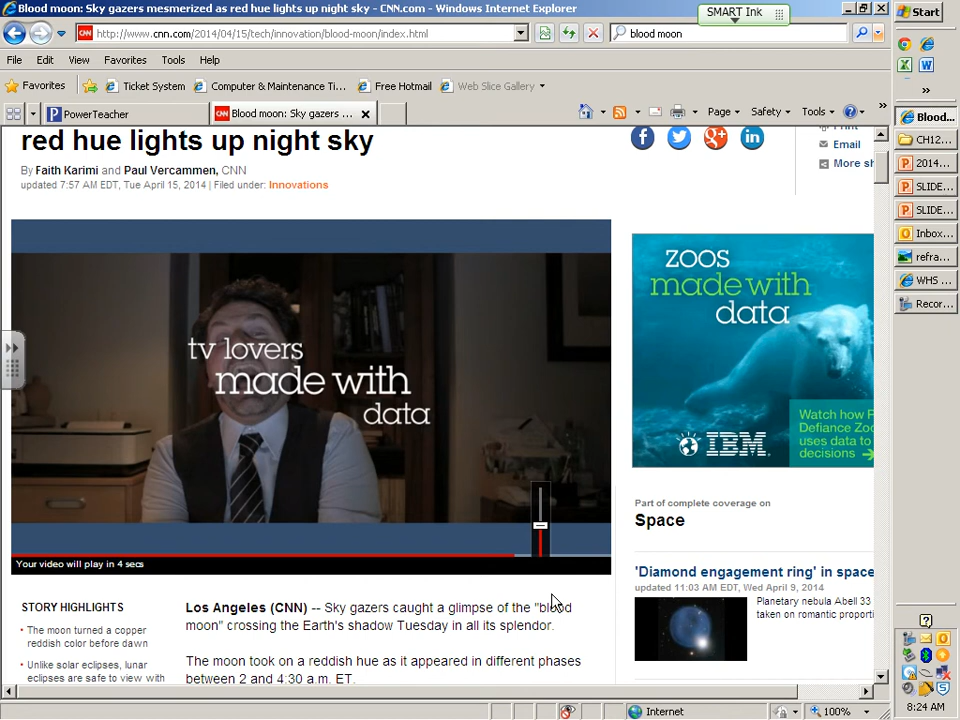 Blood moon: Sky gazers mesmerized as red hue lights up night sky - CNN.com - Windows Internet Explorer
SMART Ink
Start
http://www.cnn.com/2014/04/15/tech/innovation/blood-moon/index.html
blood moon
File Edit View Favorites Tools Help
Favorites Ticket System Computer & Maintenance Ti... Free Hotmail Web Slice Gallery
PowerTeacher
Blood moon: Sky gazers ...
Page Safety Tools
Blood...
CH12...
2014...
SLIDE...
SLIDE...
Inbox...
refra...
WHS ...
Recor...
red hue lights up night sky
By Faith Karimi and Paul Vercammen, CNN
updated 7:57 AM EDT, Tue April 15, 2014 | Filed under: Innovations
Print
Email
More sh
tv lovers
made with
data
Your video will play in 4 secs
zoos
made with
data
Watch how P
Defiance Zoo
uses data to
decisions
IBM
Part of complete coverage on
Space
'Diamond engagement ring' in space
updated 11:03 AM EDT, Wed April 9, 2014
Planetary nebula Abell 33
taken on romantic proporti
STORY HIGHLIGHTS
The moon turned a copper
reddish color before dawn
Unlike solar eclipses, lunar
eclipses are safe to view with
Los Angeles (CNN) -- Sky gazers caught a glimpse of the "blood
moon" crossing the Earth's shadow Tuesday in all its splendor.
The moon took on a reddish hue as it appeared in different phases
between 2 and 4:30 a.m. ET.
Internet
100%
8:24 AM